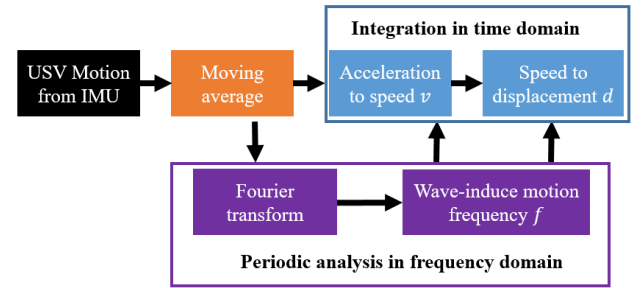 Integration in time domain
USV Motion
from IMU
Moving
average
Acceleration
to speed v
Speed to
displacement d
Fourier
transform
Wave-induce motion
frequency f
Periodic analysis in frequency domain